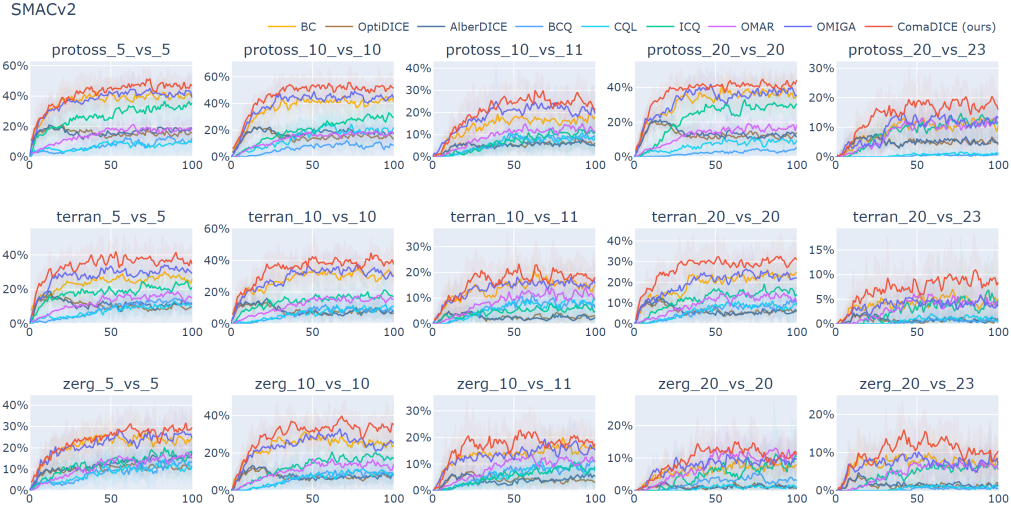 SMACv2
BC OptiDICE AlberDICE BCQ CQL ICQ OMAR OMIGA ComaDICE (ours)
protoss_5_vs_5 protoss_10_vs_10 protoss_10_vs_11 protoss_20_vs_20 protoss_20_vs_23
60% 40% 20% 0% 60% 40% 20% 0% 40% 30% 20% 10% 0% 40% 20% 0% 30% 20% 10% 0%
0 50 100 0 50 100 0 50 100 0 50 100 0 50 100
terran_5_vs_5 terran_10_vs_10 terran_10_vs_11 terran_20_vs_20 terran_20_vs_23
40% 20% 0% 60% 40% 20% 0% 30% 20% 10% 0% 40% 30% 20% 10% 0% 15% 10% 5% 0%
0 50 100 0 50 100 0 50 100 0 50 100 0 50 100
zerg_5_vs_5 zerg_10_vs_10 zerg_10_vs_11 zerg_20_vs_20 zerg_20_vs_23
40% 30% 20% 10% 0% 40% 20% 0% 30% 20% 10% 0% 20% 10% 0% 20% 10% 0%
0 50 100 0 50 100 0 50 100 0 50 100 0 50 100